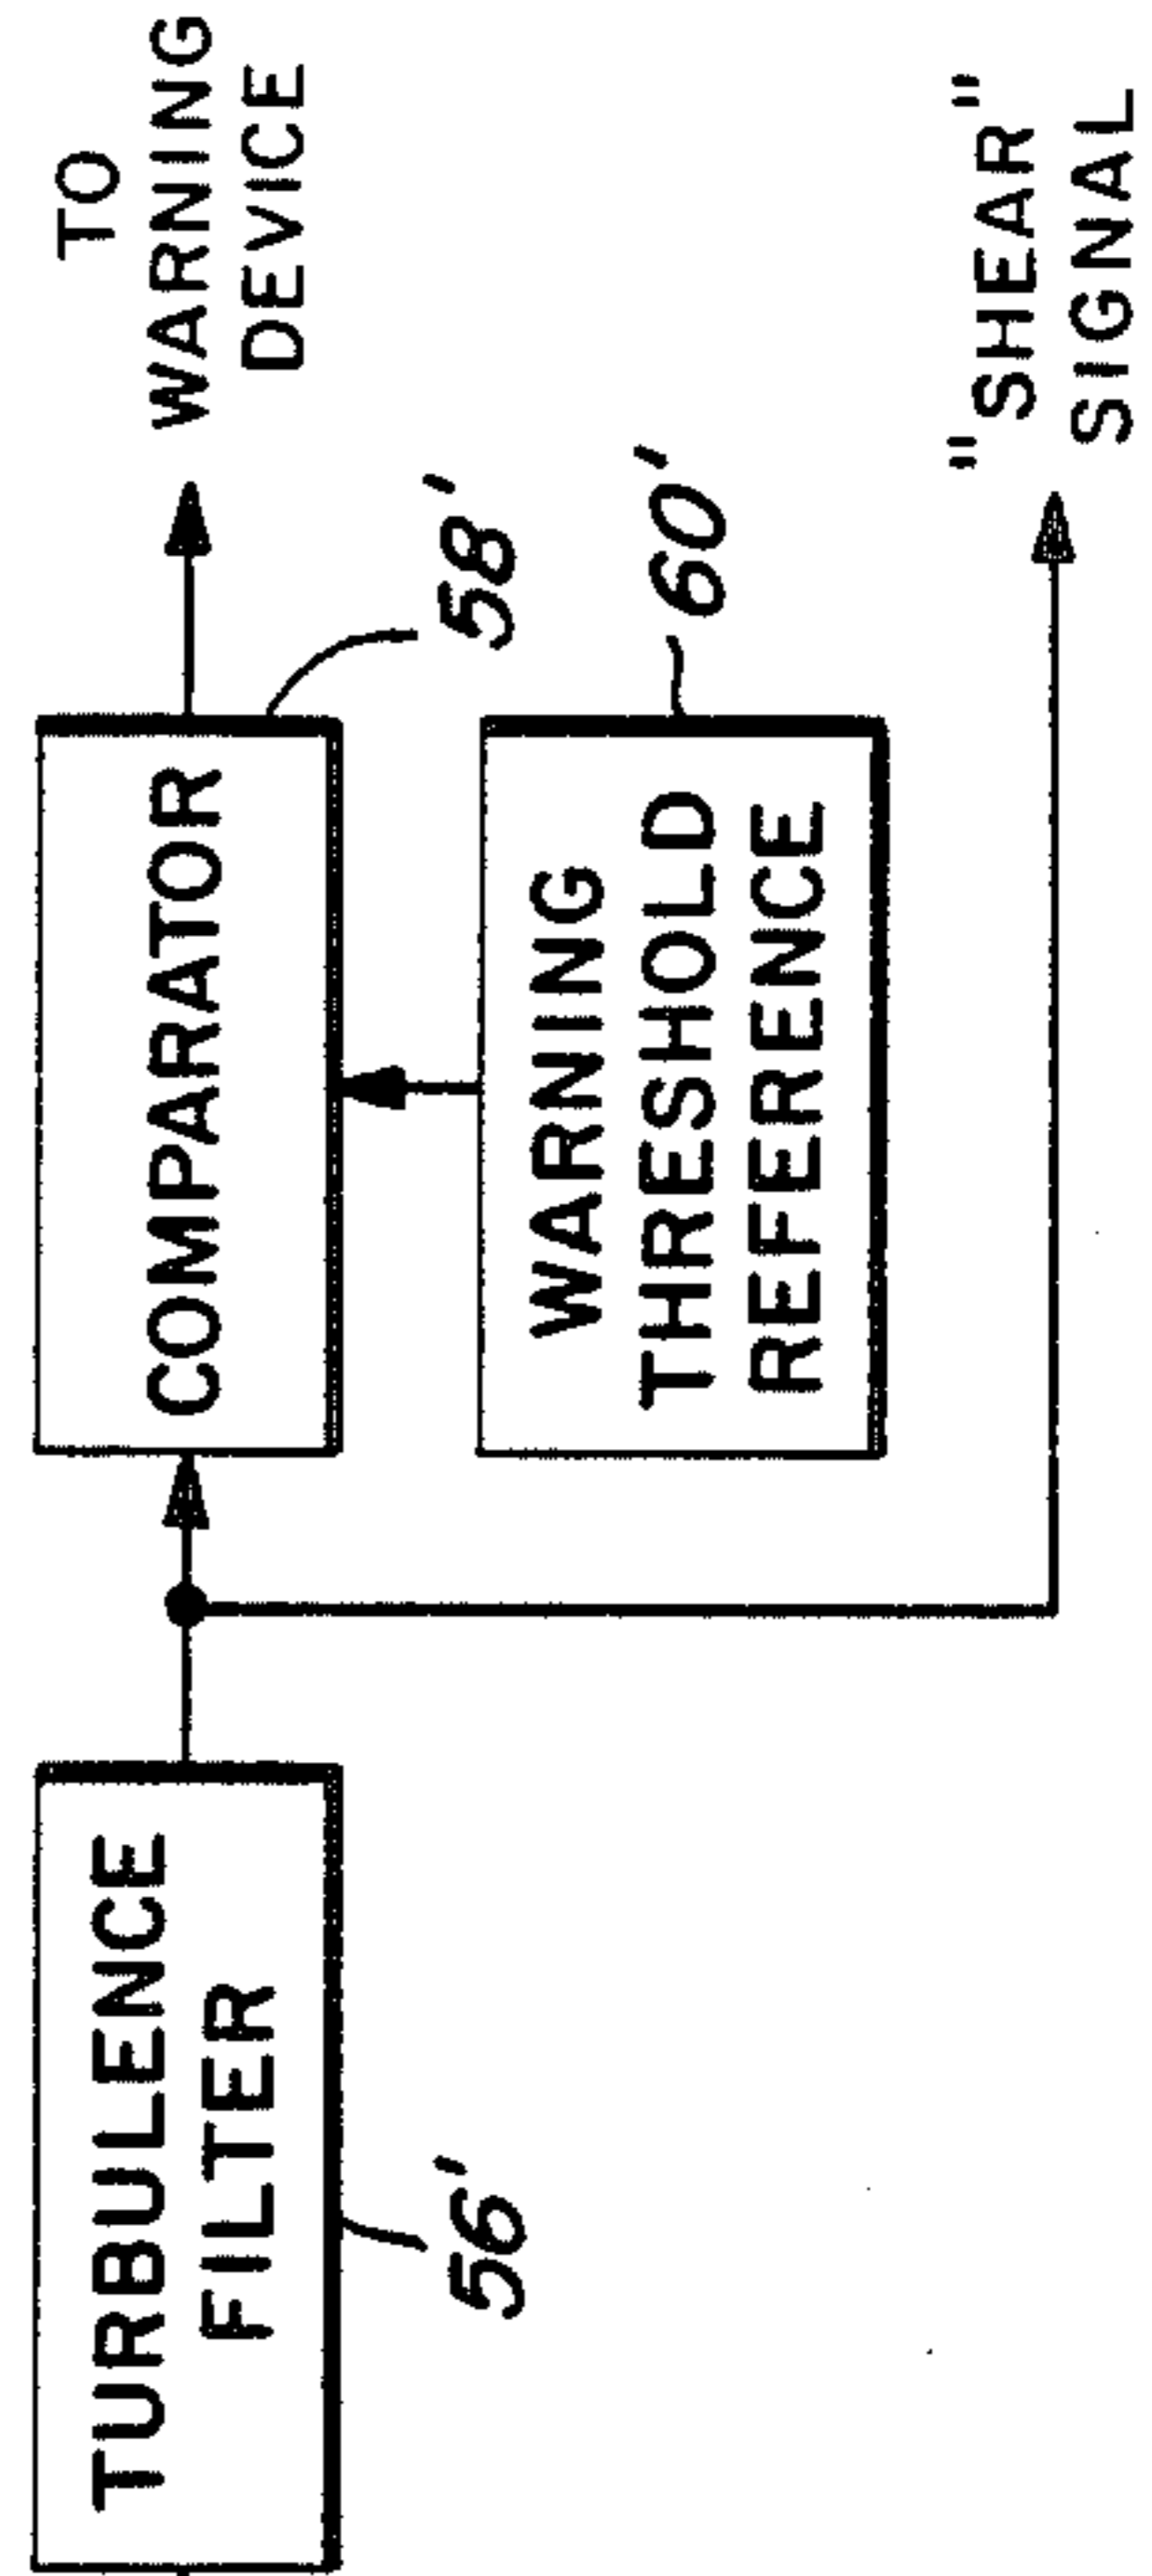 TURBULENCE
FILTER
56'
COMPARATOR
58'
TO
WARNING
DEVICE
WARNING
THRESHOLD
REFERENCE
60'
"SHEAR"
SIGNAL